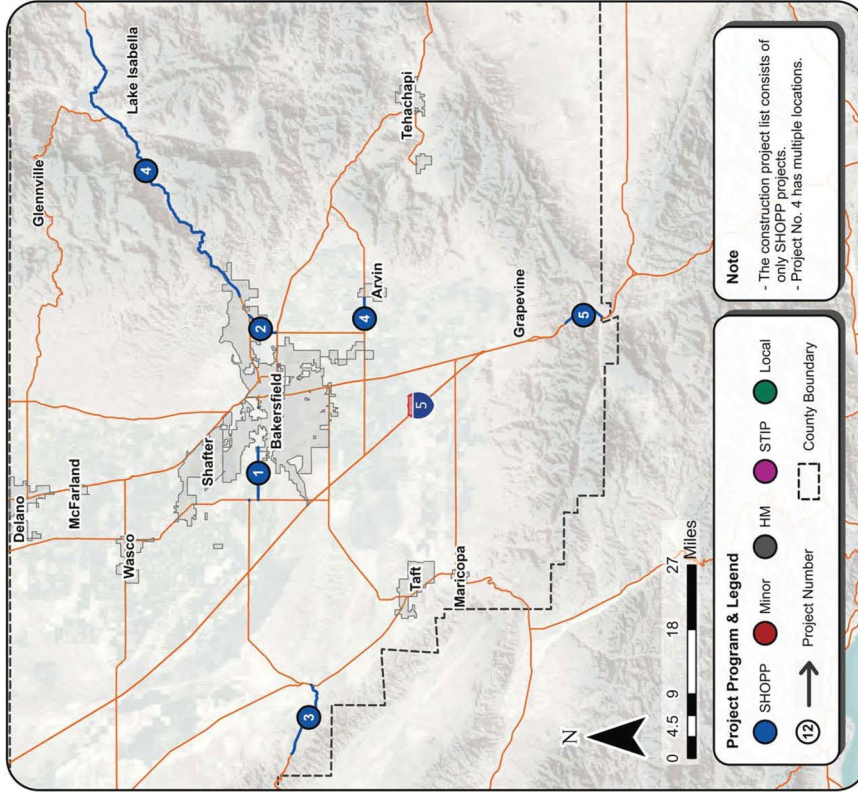 Delano
McFarland
Glennville
Wasco
Lake Isabella
4
Shafter
2
1
Bakersfield
3
Arvin
4
Tehachapi
5
Taft
Maricopa
Grapevine
5
N
0 4.5 9 18 27
Miles
Project Program & Legend
SHOPP
Minor
HM
STIP
Local
12
Project Number
County Boundary
Note
- The construction project list consists of
only SHOPP projects.
- Project No. 4 has multiple locations.